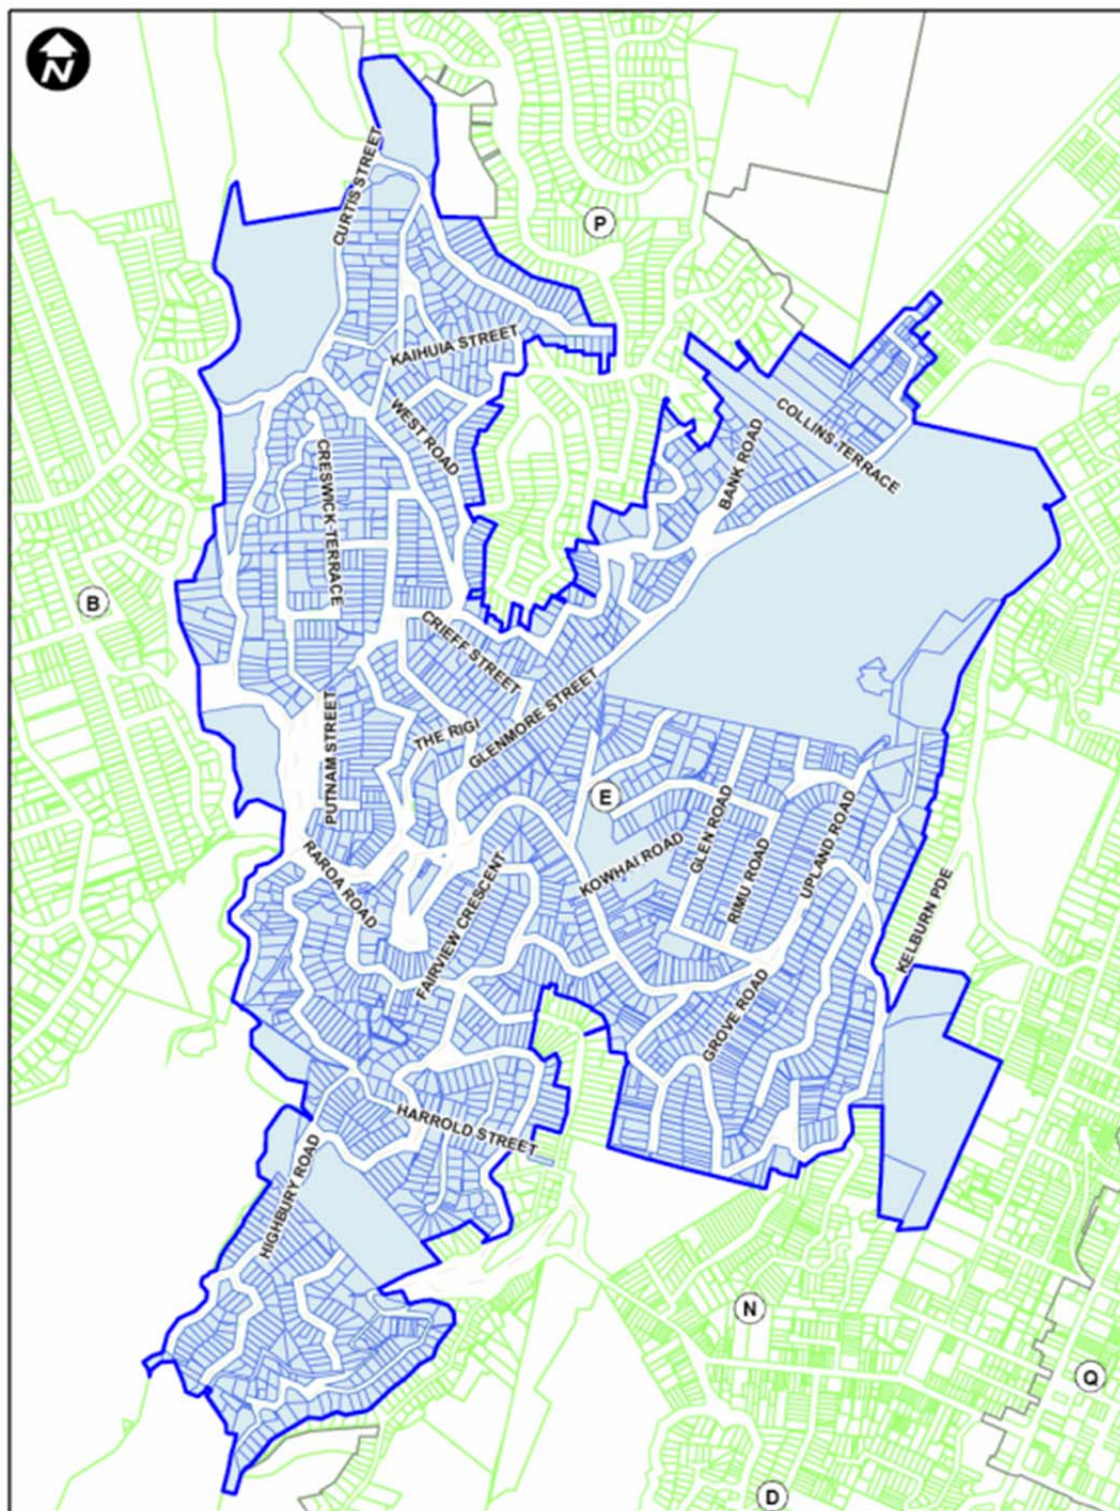 N
CURTIS STREET
P
KAIHUIA STREET
WEST ROAD
COLLINS TERRACE
BANK ROAD
CRESWICK TERRACE
B
CRIEFF STREET
GLENMORE STREET
THE RIGI
PUTNAM STREET
E
GLEN ROAD
UPLAND ROAD
KOWHAI ROAD
RIMU ROAD
RAROA ROAD
FAIRVIEW CRESCENT
KELBURN PDE
GROVE ROAD
HARROLD STREET
HIGHBURY ROAD
N
Q
D